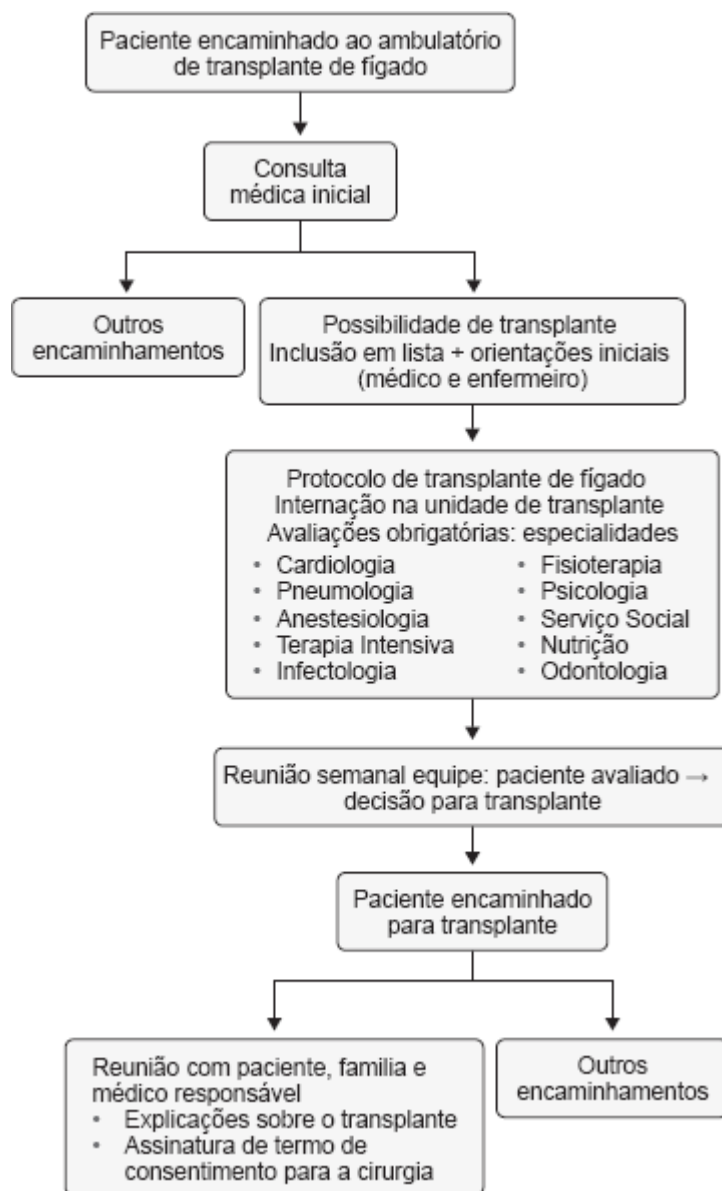 Paciente encaminhado ao ambulatório
de transplante de fígado
Consulta
médica inicial
Outros
encaminhamentos
Possibilidade de transplante
Inclusão em lista + orientações iniciais
(médico e enfermeiro)
Protocolo de transplante de fígado
Internação na unidade de transplante
Avaliações obrigatórias: especialidades
• Cardiologia
• Pneumologia
• Anestesiologia
• Terapia Intensiva
• Infectologia
• Fisioterapia
• Psicologia
• Serviço Social
• Nutrição
• Odontologia
Reunião semanal equipe: paciente avaliado →
decisão para transplante
Paciente encaminhado
para transplante
Reunião com paciente, familia e
médico responsável
• Explicações sobre o transplante
• Assinatura de termo de
consentimento para a cirurgia
Outros
encaminhamentos